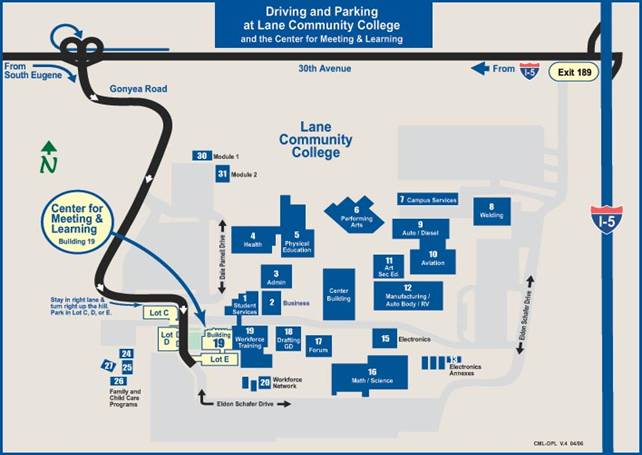 Driving and Parking
at Lane Community College
and the Center for Meeting & Learning
From
South Eugene
30th Avenue
From
I-5
Exit 189
Gonyea Road
N
Lane
Community
College
30 Module 1
31 Module 2
Center for
Meeting &
Learning
Building 19
I-5
7 Campus Services
6
Performing
Arts
8
Welding
9
Auto / Diesel
10
Aviation
4
Health
5
Physical
Education
Dale Parnell Drive
11
Art
Sec Ed.
3
Admin
12
Manufacturing /
Auto Body / RV
Center
Building
1
Student
Services
2
Business
Stay in right lane &
turn right up the hill.
Park in Lot C, D, or E.
Lot C
Lot
D
Building
19
Lot E
19
Workforce
Training
18
Drafting
GD
17
Forum
15
Electronics
16
Math / Science
Electronics
Annexes
Eldon Schafer Drive
24
27
25
26
Family and
Child Care
Programs
20
Workforce
Network
Eldon Schafer Drive
CML-DPL V.4 04/06